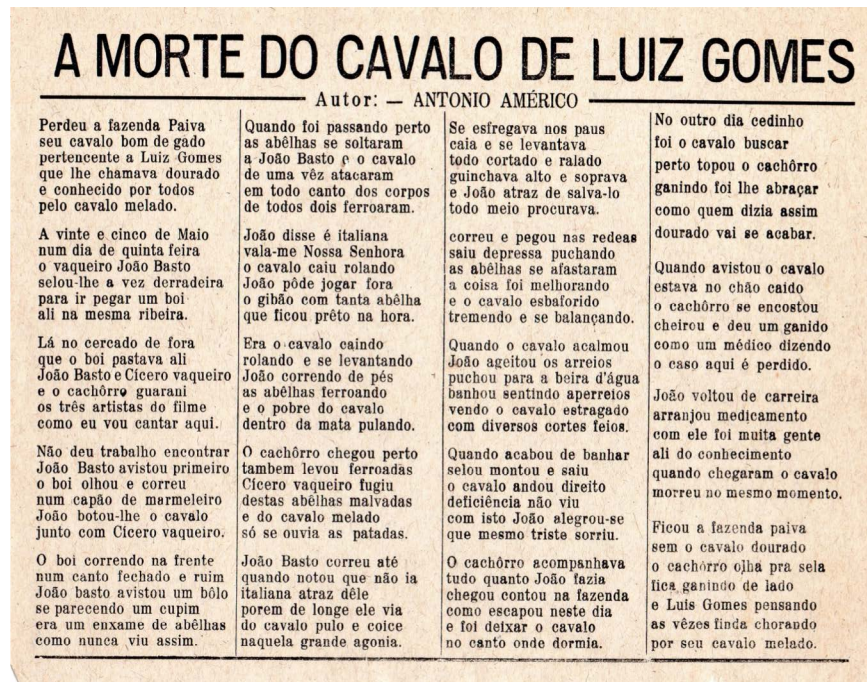 A MORTE DO CAVALO DE LUIZ GOMES
Autor: — ANTONIO AMÉRICO
Perdeu a fazenda Paiva
seu cavalo bom de gado
pertencente a Luiz Gomes
que lhe chamava dourado
e conhecido por todos
pelo cavalo melado.
A vinte e cinco de Maio
num dia de quinta feira
o vaqueiro João Basto
selou-lhe a vez derradeira
para ir pegar um boi
ali na mesma ribeira.
Lá no cercado de fora
que o boi pastava ali
João Basto e Cícero vaqueiro
e o cachôrro guarani
os três artistas do filme
como eu vou cantar aqui.
Não deu trabalho encontrar
João Basto avistou primeiro
o boi olhou e correu
num capão de marmeleiro
João botou-lhe o cavalo
junto com Cícero vaqueiro.
O boi correndo na frente
num canto fechado e ruim
João basto avistou um bôlo
se parecendo um cupim
era um enxame de abêlhas
como nunca viu assim.
Quando foi passando perto
as abêlhas se soltaram
a João Basto e o cavalo
de uma vêz atacaram
em todo canto dos corpos
de todos dois ferroaram.
João disse é italiana
vala-me Nossa Senhora
o cavalo caiu rolando
João pôde jogar fora
o gibão com tanta abêlha
que ficou prêto na hora.
Era o cavalo caindo
rolando e se levantando
João correndo de pés
as abêlhas ferroando
e o pobre do cavalo
dentro da mata pulando.
O cachôrro chegou perto
tambem levou ferroadas
Cícero vaqueiro fugiu
destas abêlhas malvadas
e do cavalo melado
só se ouvia as patadas.
João Basto correu até
quando notou que não ia
italiana atraz dêle
porem de longe ele via
do cavalo pulo e coice
naquela grande agonia.
Se esfregava nos paus
caia e se levantava
todo cortado e ralado
guinchava alto e soprava
e João atraz de salva-lo
todo meio procurava.
correu e pegou nas redeas
saiu depressa puchando
as abêlhas se afastaram
a coisa foi melhorando
e o cavalo esbaforido
tremendo e se balançando.
Quando o cavalo acalmou
João ageitou os arreios
puchou para a beira d'água
banhou sentindo aperreios
vendo o cavalo estragado
com diversos cortes feios.
Quando acabou de banhar
selou montou e saiu
o cavalo andou direito
deficiência não viu
com isto João alegrou-se
que mesmo triste sorriu.
O cachôrro acompanhava
tudo quanto João fazia
chegou contou na fazenda
como escapou neste dia
e foi deixar o cavalo
no canto onde dormia.
No outro dia cedinho
foi o cavalo buscar
perto topou o cachôrro
ganindo foi lhe abraçar
como quem dizia assim
dourado vai se acabar.
Quando avistou o cavalo
estava no chão caido
o cachôrro se encostou
cheirou e deu um ganido
como um médico dizendo
o caso aqui é perdido.
João voltou de carreira
arranjou medicamento
com ele foi muita gente
ali do conhecimento
quando chegaram o cavalo
morreu no mesmo momento.
Ficou a fazenda paiva
sem o cavalo dourado
o cachôrro olha pra sela
fica ganindo de lado
e Luis Gomes pensando
as vêzes finda chorando
por seu cavalo melado.